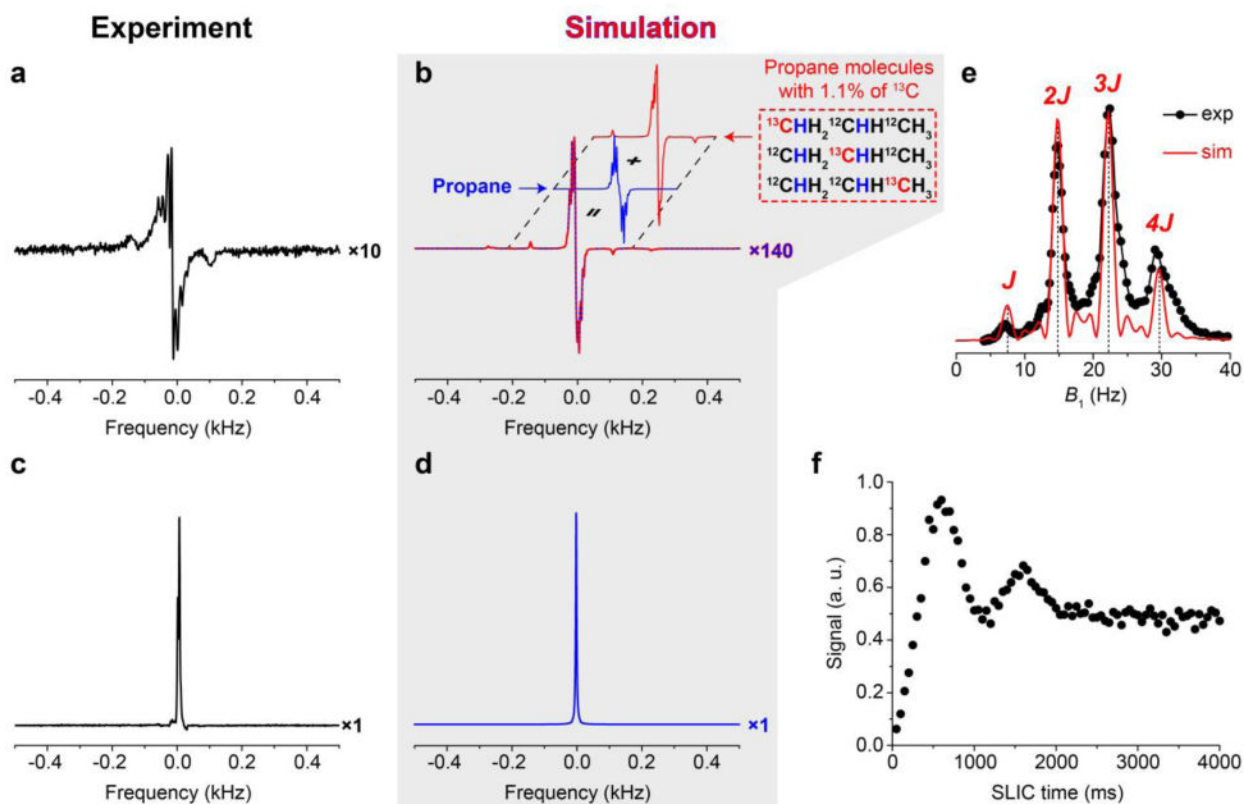 Experiment
Simulation
a
×10
-0.4 -0.2 0.0 0.2 0.4
Frequency (kHz)
b
Propane molecules
with 1.1% of ¹³C
¹³CHH₂¹²CHH¹²CH₃
¹²CHH₂¹³CHH¹²CH₃
¹²CHH₂¹²CHH¹³CH₃
Propane
+
=
×140
-0.4 -0.2 0.0 0.2 0.4
Frequency (kHz)
e
J
2J
3J
4J
exp
sim
0 10 20 30 40
B₁ (Hz)
c
×1
-0.4 -0.2 0.0 0.2 0.4
Frequency (kHz)
d
×1
-0.4 -0.2 0.0 0.2 0.4
Frequency (kHz)
f
Signal (a. u.)
1.0
0.8
0.6
0.4
0.2
0.0
0 1000 2000 3000 4000
SLIC time (ms)